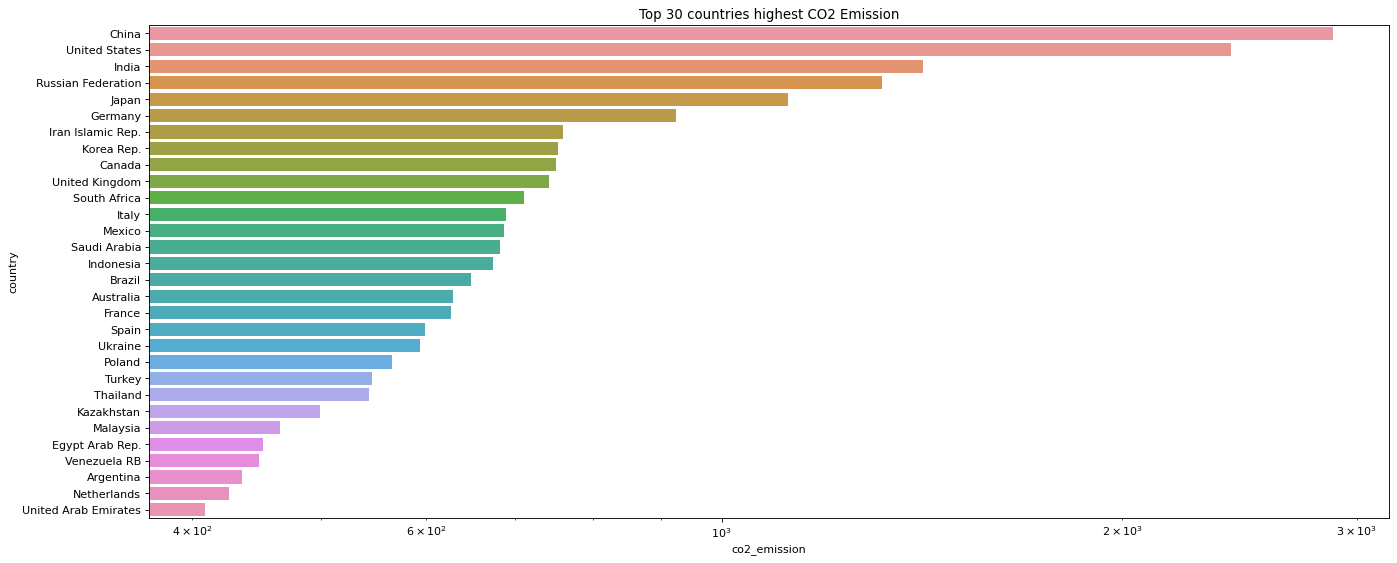 Top 30 countries highest CO2 Emission
country
China
United States
India
Russian Federation
Japan
Germany
Iran Islamic Rep.
Korea Rep.
Canada
United Kingdom
South Africa
Italy
Mexico
Saudi Arabia
Indonesia
Brazil
Australia
France
Spain
Ukraine
Poland
Turkey
Thailand
Kazakhstan
Malaysia
Egypt Arab Rep.
Venezuela RB
Argentina
Netherlands
United Arab Emirates
4 × 10² 6 × 10² 10³ 2 × 10³ 3 × 10³
co2_emission